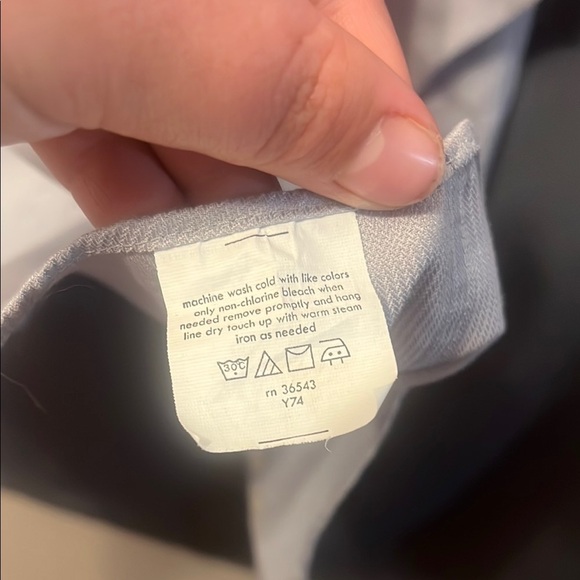 machine wash cold with like colors
only non-chlorine bleach when
needed remove promptly and hang
line dry touch up with warm steam
iron as needed
30C
rn 36543
Y74